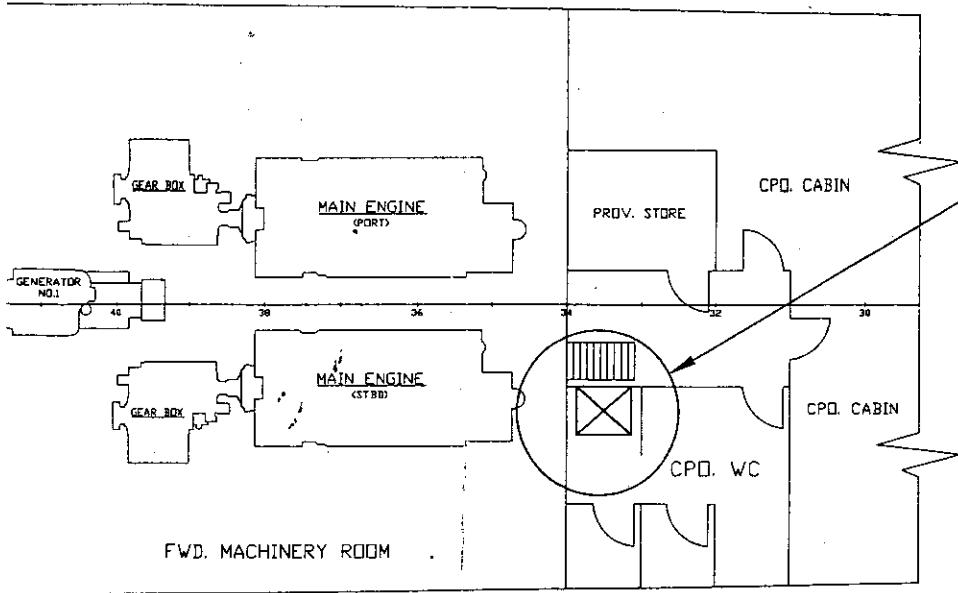 GEAR BOX
MAIN ENGINE
(PORT)
PROV. STORE
CPO. CABIN
GENERATOR
NO.1
40
38
36
34
32
30
MAIN ENGINE
(STBD)
GEAR BOX
CPO. CABIN
CPO. WC
FWD. MACHINERY ROOM